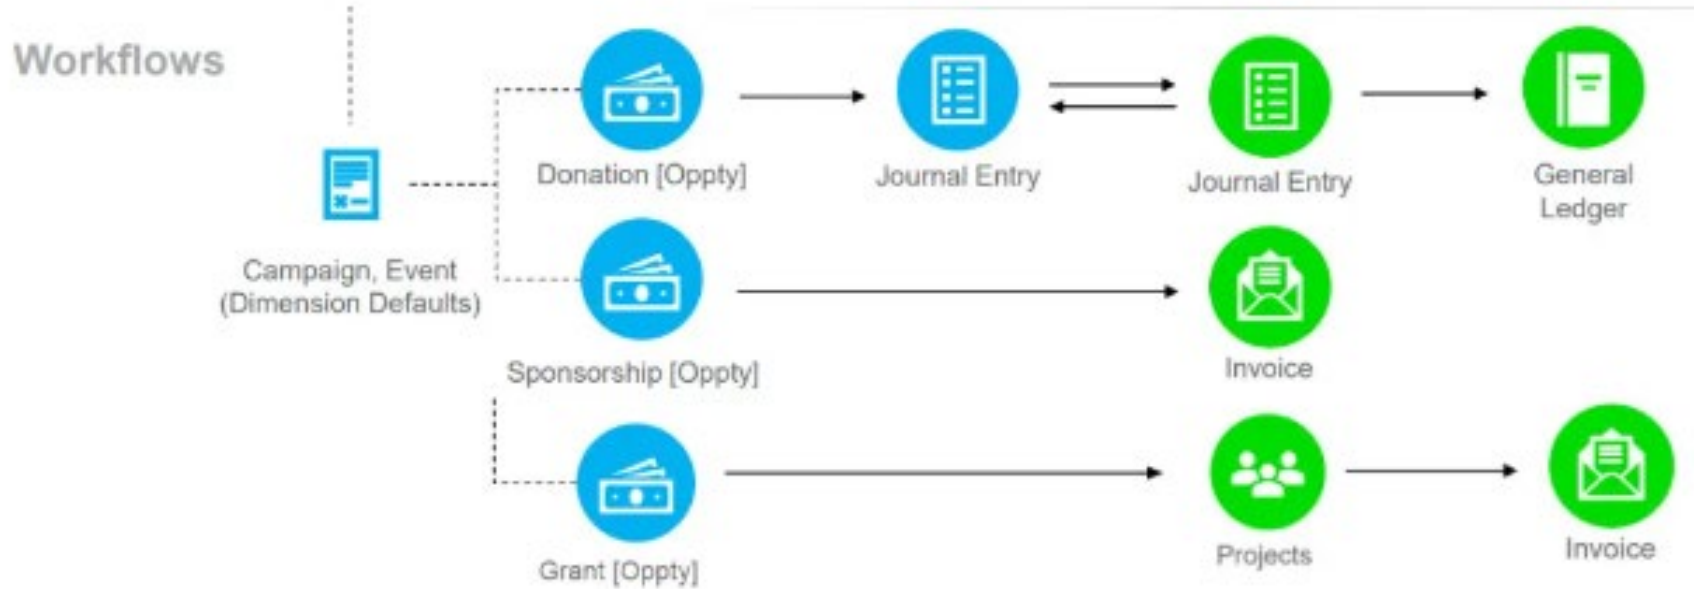 Workflows
Donation [Oppty]
Journal Entry
Journal Entry
General
Ledger
Campaign, Event
(Dimension Defaults)
Sponsorship [Oppty]
Invoice
Grant [Oppty]
Projects
Invoice